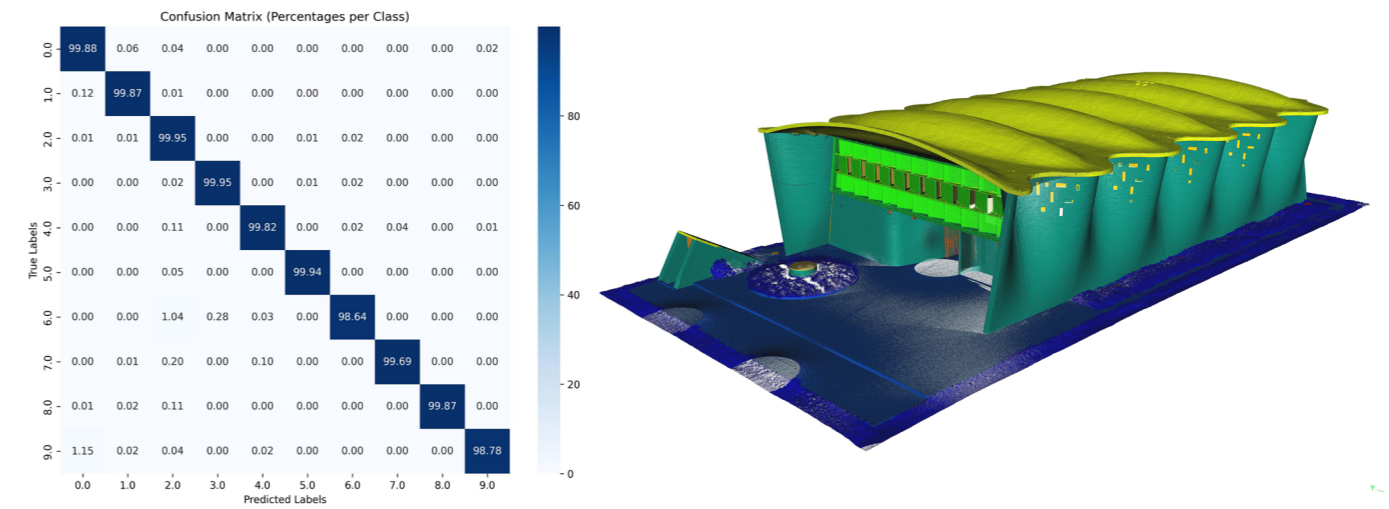 Confusion Matrix (Percentages per Class)
True Labels
0.0 99.88 0.06 0.04 0.00 0.00 0.00 0.00 0.00 0.00 0.02
1.0 0.12 99.87 0.01 0.00 0.00 0.00 0.00 0.00 0.00 0.00
2.0 0.01 0.01 99.95 0.00 0.00 0.01 0.02 0.00 0.00 0.00
3.0 0.00 0.00 0.02 99.95 0.00 0.01 0.02 0.00 0.00 0.00
4.0 0.00 0.00 0.11 0.00 99.82 0.00 0.02 0.04 0.00 0.01
5.0 0.00 0.00 0.05 0.00 0.00 99.94 0.00 0.00 0.00 0.00
6.0 0.00 0.00 1.04 0.28 0.03 0.00 98.64 0.00 0.00 0.00
7.0 0.00 0.01 0.20 0.00 0.10 0.00 0.00 99.69 0.00 0.00
8.0 0.01 0.02 0.11 0.00 0.00 0.00 0.00 0.00 99.87 0.00
9.0 1.15 0.02 0.04 0.00 0.02 0.00 0.00 0.00 0.00 98.78
0.0 1.0 2.0 3.0 4.0 5.0 6.0 7.0 8.0 9.0
Predicted Labels
80
60
40
20
0
Y